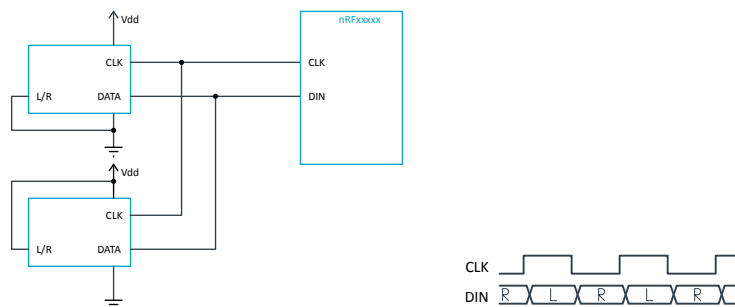 Vdd
nRFxxxxx
CLK CLK
L/R DATA DIN
Vdd
CLK
L/R DATA
CLK
DIN R L R L R